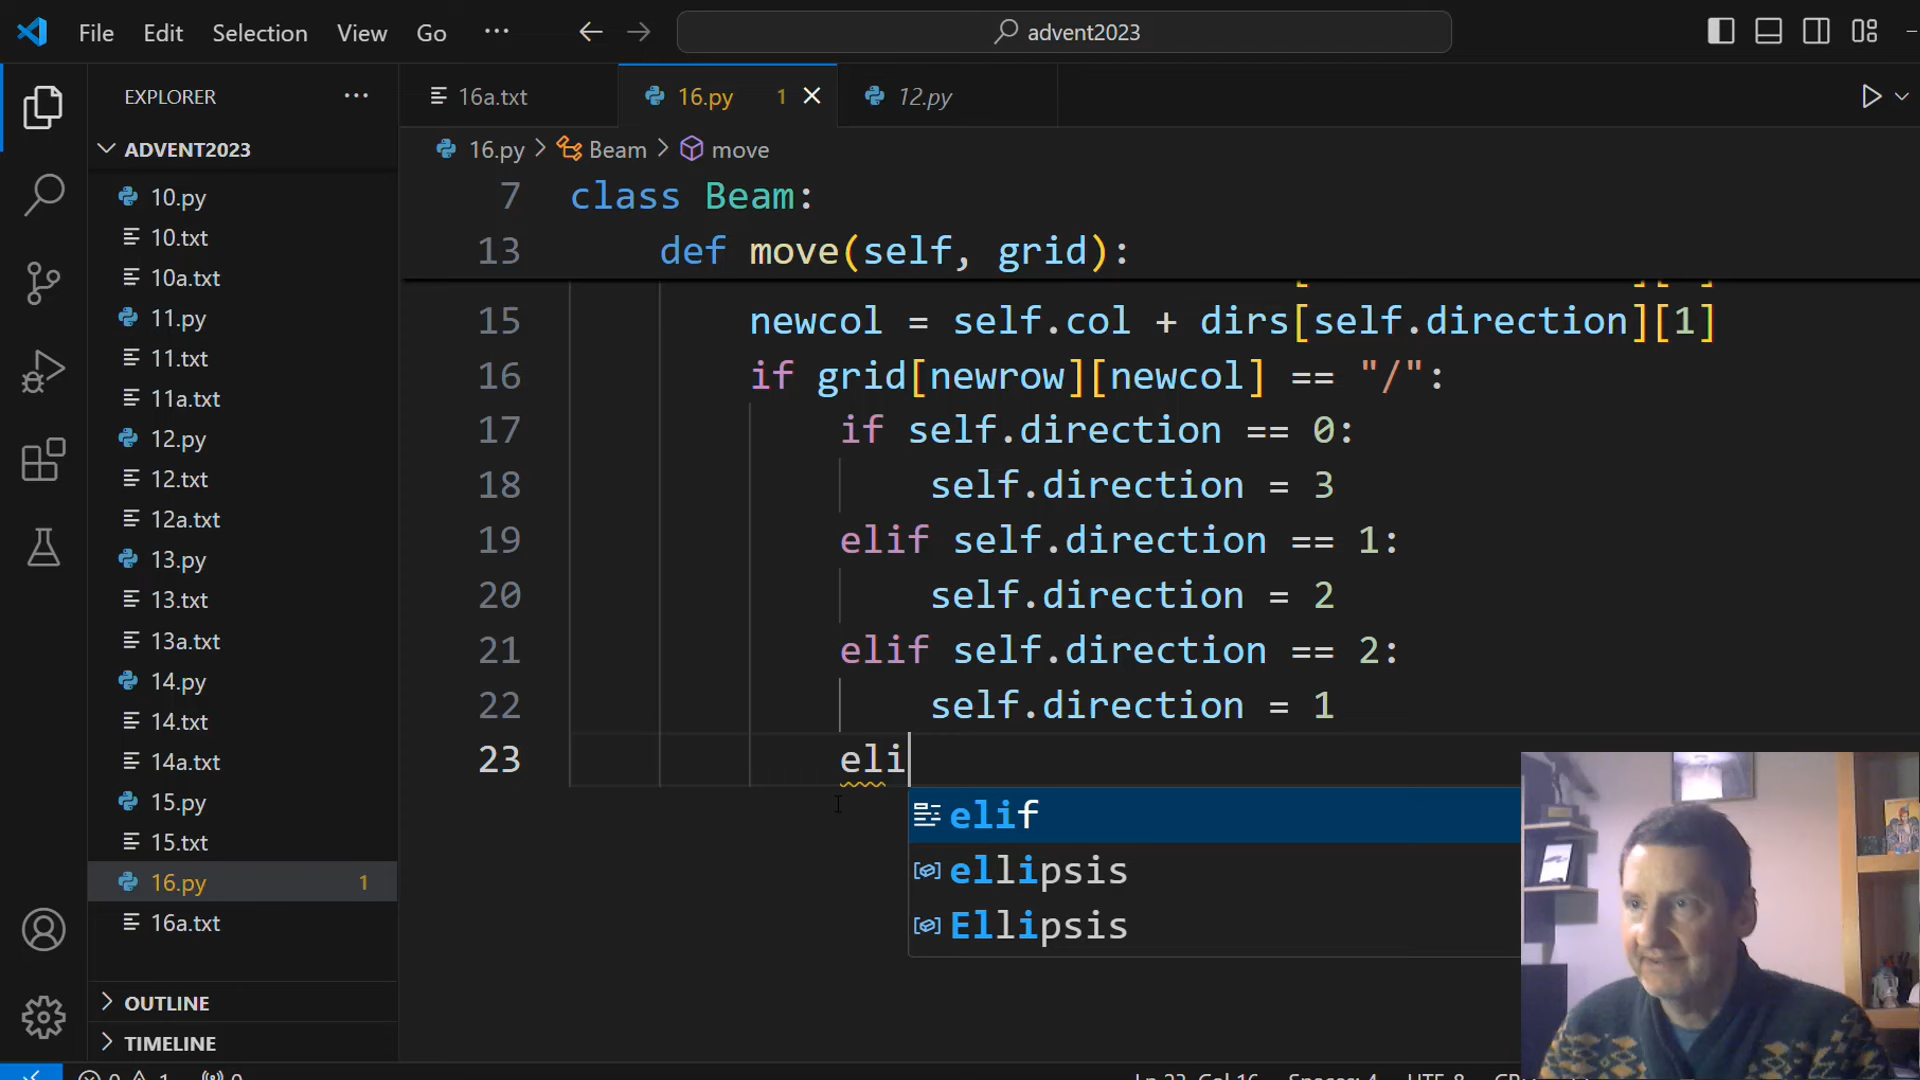 File Edit Selection View Go ··· advent2023
EXPLORER ···
ADVENT2023
10.py
10.txt
10a.txt
11.py
11.txt
11a.txt
12.py
12.txt
12a.txt
13.py
13.txt
13a.txt
14.py
14.txt
14a.txt
15.py
15.txt
16.py 1
16a.txt
OUTLINE
TIMELINE
16a.txt 16.py 1 12.py
16.py > Beam > move
7 class Beam:
13 def move(self, grid):
15 newcol = self.col + dirs[self.direction][1]
16 if grid[newrow][newcol] == "/":
17 if self.direction == 0:
18 self.direction = 3
19 elif self.direction == 1:
20 self.direction = 2
21 elif self.direction == 2:
22 self.direction = 1
23 eli
elif
ellipsis
Ellipsis